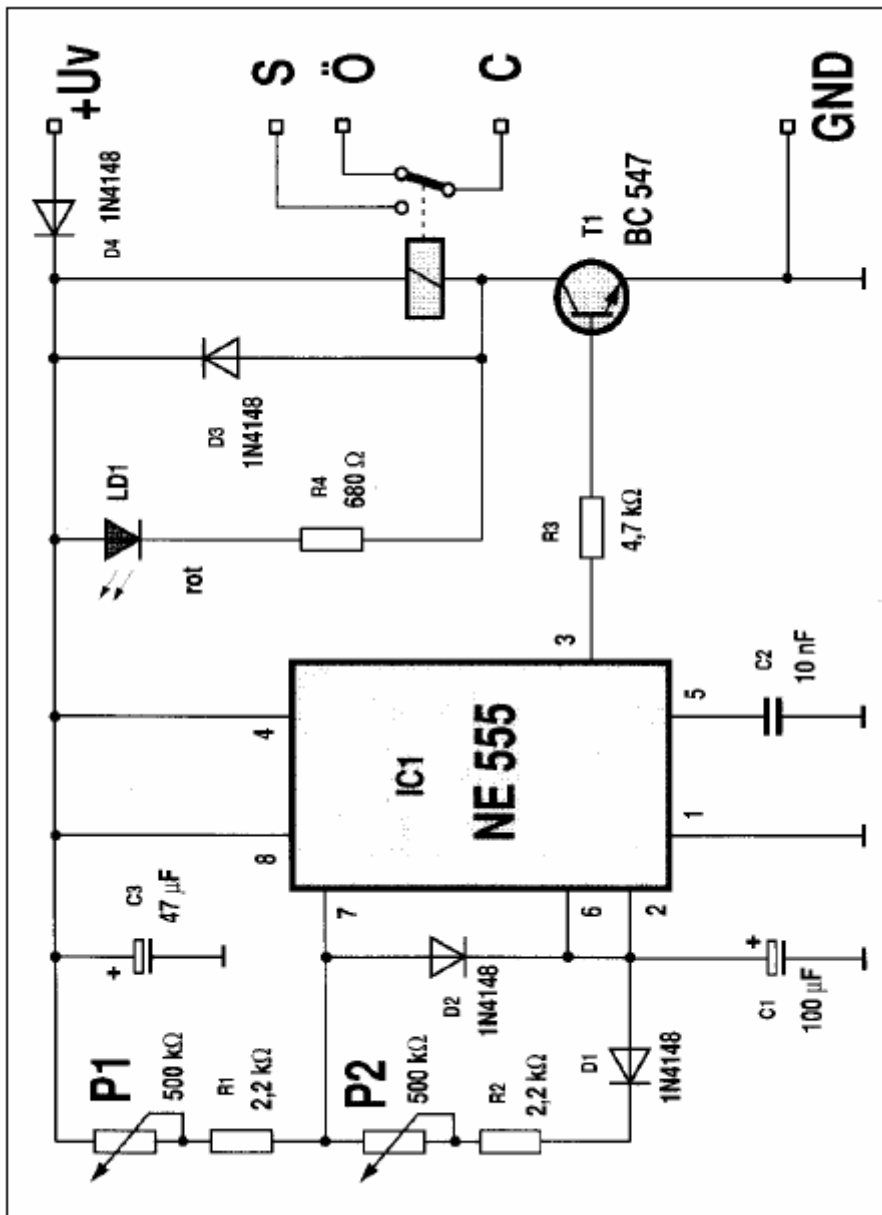 P1
500 kΩ
R1
2,2 kΩ
P2
500 kΩ
R2
2,2 kΩ
D1
1N4148
D2
1N4148
C1
+
100 µF
C3
+
47 µF
8
4
7
6
2
1
5
3
IC1
NE 555
C2
10 nF
R3
4,7 kΩ
LD1
rot
R4
680 Ω
D3
1N4148
D4
1N4148
T1
BC 547
+Uv
S
Ö
C
GND